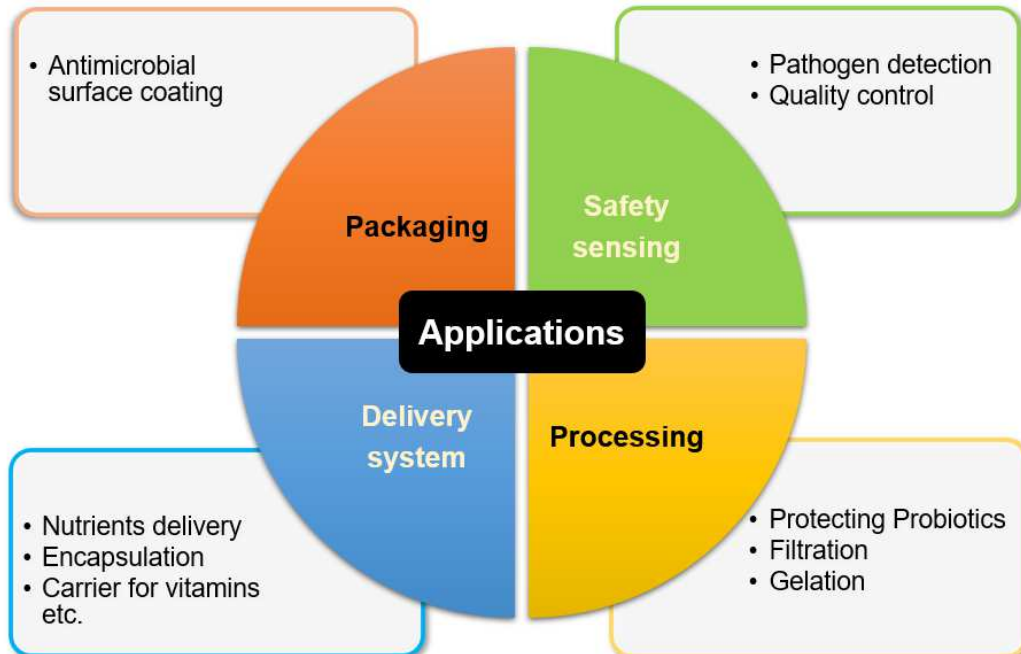 • Antimicrobial
surface coating
• Pathogen detection
• Quality control
Packaging
Safety
sensing
Applications
Delivery
system
Processing
• Nutrients delivery
• Encapsulation
• Carrier for vitamins
etc.
• Protecting Probiotics
• Filtration
• Gelation